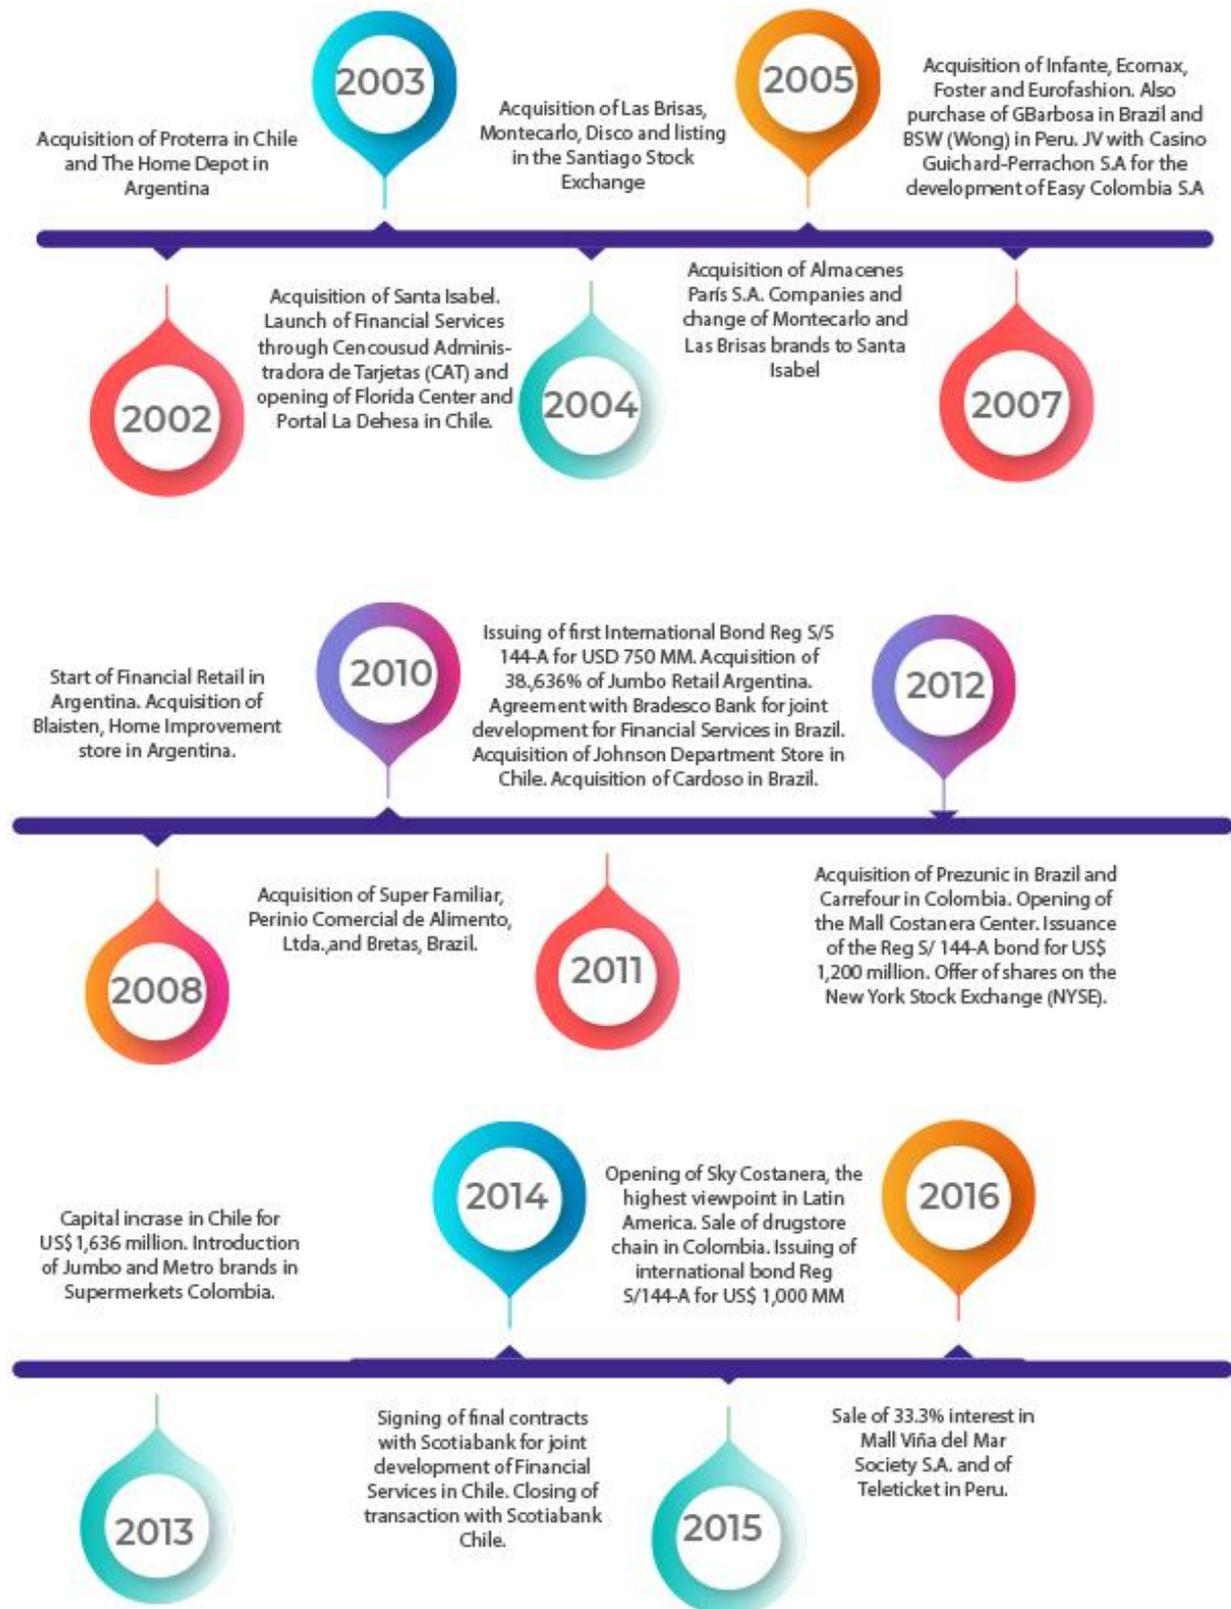 2003
2005
Acquisition of Proterra in Chile
and The Home Depot in
Argentina
Acquisition of Las Brisas,
Montecarlo, Disco and listing
in the Santiago Stock
Exchange
Acquisition of Infante, Ecomax,
Foster and Eurofashion. Also
purchase of GBarbosa in Brazil and
BSW (Wong) in Peru. JV with Casino
Guichard-Perrachon S.A for the
development of Easy Colombia S.A
2002
Acquisition of Santa Isabel.
Launch of Financial Services
through Cencousud Adminis-
tradora de Tarjetas (CAT) and
opening of Florida Center and
Portal La Dehesa in Chile.
2004
Acquisition of Almacenes
París S.A. Companies and
change of Montecarlo and
Las Brisas brands to Santa
Isabel
2007
Start of Financial Retail in
Argentina. Acquisition of
Blaisten, Home Improvement
store in Argentina.
2010
Issuing of first International Bond Reg S/5
144-A for USD 750 MM. Acquisition of
38.,636% of Jumbo Retail Argentina.
Agreement with Bradesco Bank for joint
development for Financial Services in Brazil.
Acquisition of Johnson Department Store in
Chile. Acquisition of Cardoso in Brazil.
2012
2008
Acquisition of Super Familiar,
Perinio Comercial de Alimento,
Ltda.,and Bretas, Brazil.
2011
Acquisition of Prezunic in Brazil and
Carrefour in Colombia. Opening of
the Mall Costanera Center. Issuance
of the Reg S/ 144-A bond for US$
1,200 million. Offer of shares on the
New York Stock Exchange (NYSE).
Capital incrase in Chile for
US$ 1,636 million. Introduction
of Jumbo and Metro brands in
Supermerkets Colombia.
2014
Opening of Sky Costanera, the
highest viewpoint in Latin
America. Sale of drugstore
chain in Colombia. Issuing of
international bond Reg
S/144-A for US$ 1,000 MM
2016
2013
Signing of final contracts
with Scotiabank for joint
development of Financial
Services in Chile. Closing of
transaction with Scotiabank
Chile.
2015
Sale of 33.3% interest in
Mall Viña del Mar
Society S.A. and of
Teleticket in Peru.